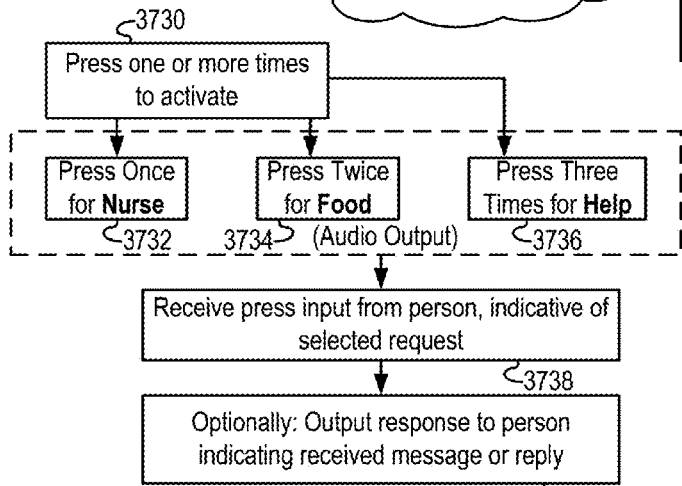 3730
Press one or more times
to activate
Press Once
for Nurse
3732
Press Twice
for Food
3734
(Audio Output)
Press Three
Times for Help
3736
Receive press input from person, indicative of
selected request
3738
Optionally: Output response to person
indicating received message or reply